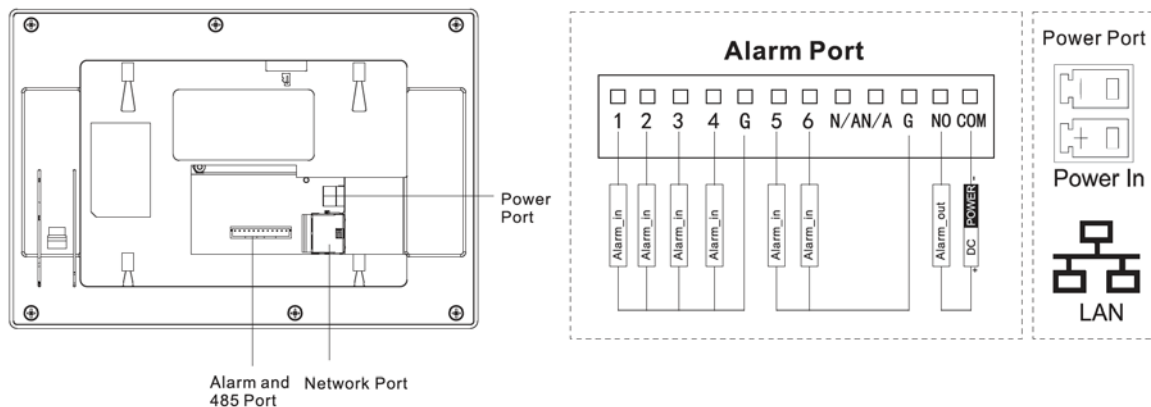 Power
Port
Alarm and
485 Port
Network Port
Alarm Port
1 2 3 4 G 5 6 N/A N/A G NO COM
Alarm_in
Alarm_in
Alarm_in
Alarm_in
Alarm_in
Alarm_in
Alarm_out
+ DC POWER -
Power Port
-
+
Power In
LAN